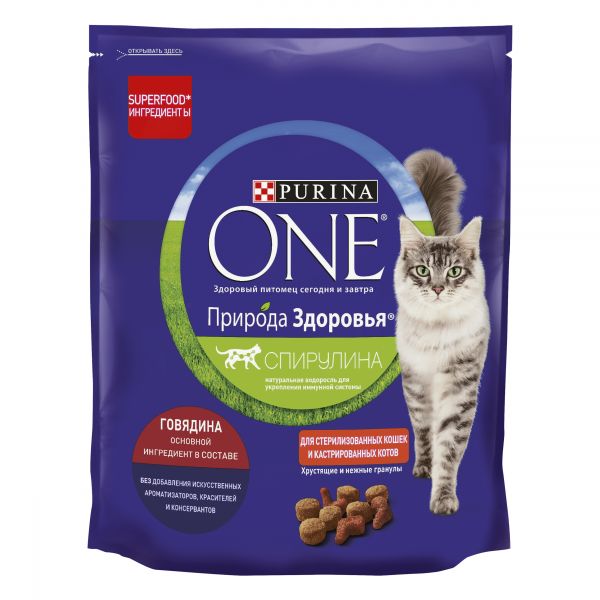 ОТКРЫВАТЬ ЗДЕСЬ
SUPERFOOD*
ИНГРЕДИЕНТЫ
PURINA
ONE®
Здоровый питомец сегодня и завтра
Природа Здоровья®
СПИРУЛИНА
натуральная водоросль для
укрепления иммунной системы
ГОВЯДИНА
ОСНОВНОЙ
ИНГРЕДИЕНТ В СОСТАВЕ
БЕЗ ДОБАВЛЕНИЯ ИСКУССТВЕННЫХ
АРОМАТИЗАТОРОВ, КРАСИТЕЛЕЙ
И КОНСЕРВАНТОВ
ДЛЯ СТЕРИЛИЗОВАННЫХ КОШЕК
И КАСТРИРОВАННЫХ КОТОВ
Хрустящие и нежные гранулы